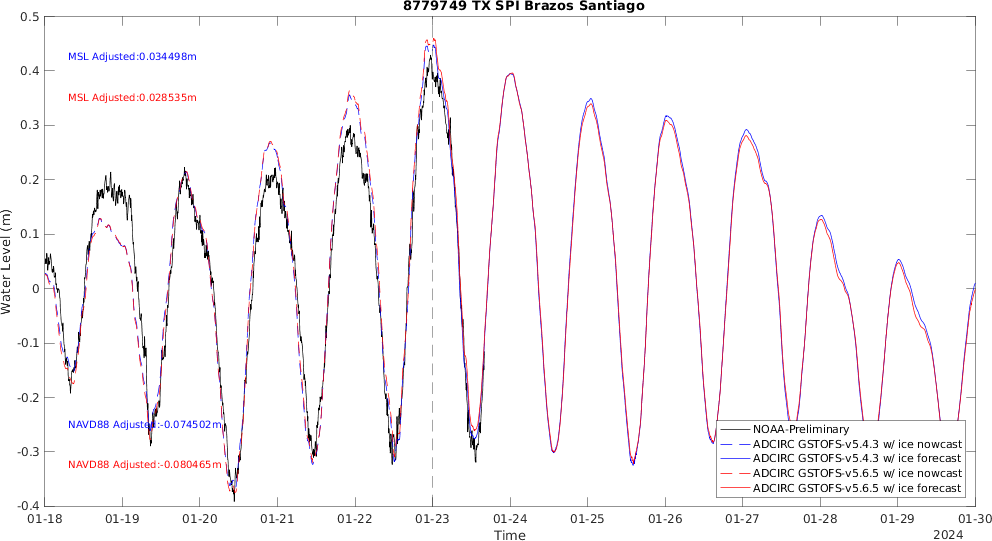 8779749 TX SPI Brazos Santiago
0.5
0.4
0.3
0.2
0.1
0
-0.1
-0.2
-0.3
-0.4
Water Level (m)
MSL Adjusted:0.034498m
MSL Adjusted:0.028535m
NAVD88 Adjusted:-0.074502m
NAVD88 Adjusted:-0.080465m
NOAA-Preliminary
ADCIRC GSTOFS-v5.4.3 w/ ice nowcast
ADCIRC GSTOFS-v5.4.3 w/ ice forecast
ADCIRC GSTOFS-v5.6.5 w/ ice nowcast
ADCIRC GSTOFS-v5.6.5 w/ ice forecast
01-18 01-19 01-20 01-21 01-22 01-23 01-24 01-25 01-26 01-27 01-28 01-29 01-30
Time
2024